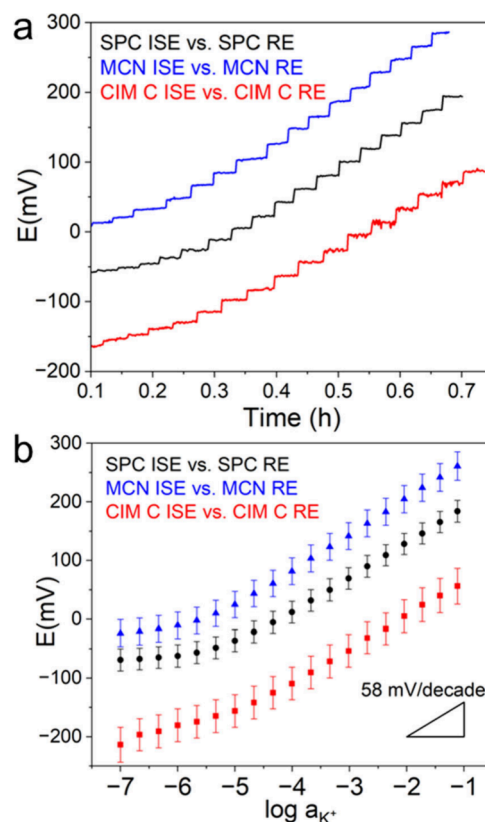 a
300
SPC ISE vs. SPC RE
MCN ISE vs. MCN RE
CIM C ISE vs. CIM C RE
200
100
0
−100
−200
E(mV)
0.1 0.2 0.3 0.4 0.5 0.6 0.7
Time (h)
b
300
SPC ISE vs. SPC RE
MCN ISE vs. MCN RE
CIM C ISE vs. CIM C RE
200
100
0
−100
−200
E(mV)
58 mV/decade
−7 −6 −5 −4 −3 −2 −1
log aK⁺